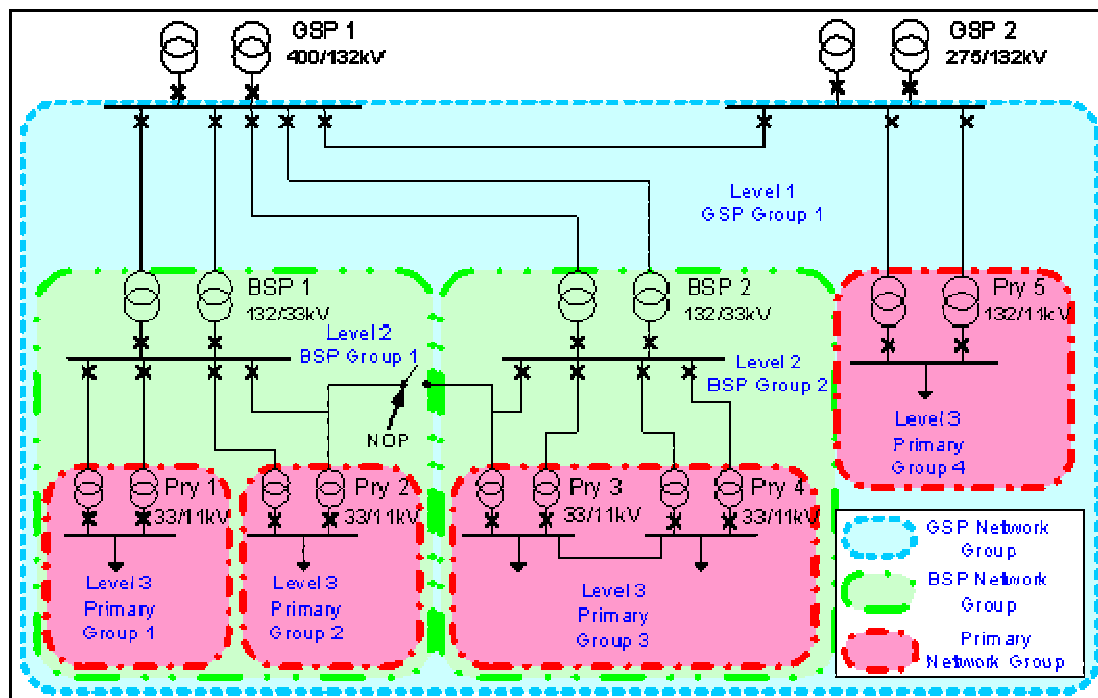 GSP 1
400/132kV
GSP 2
275/132kV
Level 1
GSP Group 1
BSP 1
132/33kV
BSP 2
132/33kV
Pry 5
132/11kV
Level 2
BSP Group 1
Level 2
BSP Group 2
NOP
Level 3
Primary
Group 4
Pry 1
33/11kV
Pry 2
33/11kV
Pry 3
33/11kV
Pry 4
33/11kV
Level 3
Primary
Group 1
Level 3
Primary
Group 2
Level 3
Primary
Group 3
GSP Network
Group
BSP Network
Group
Primary
Network Group